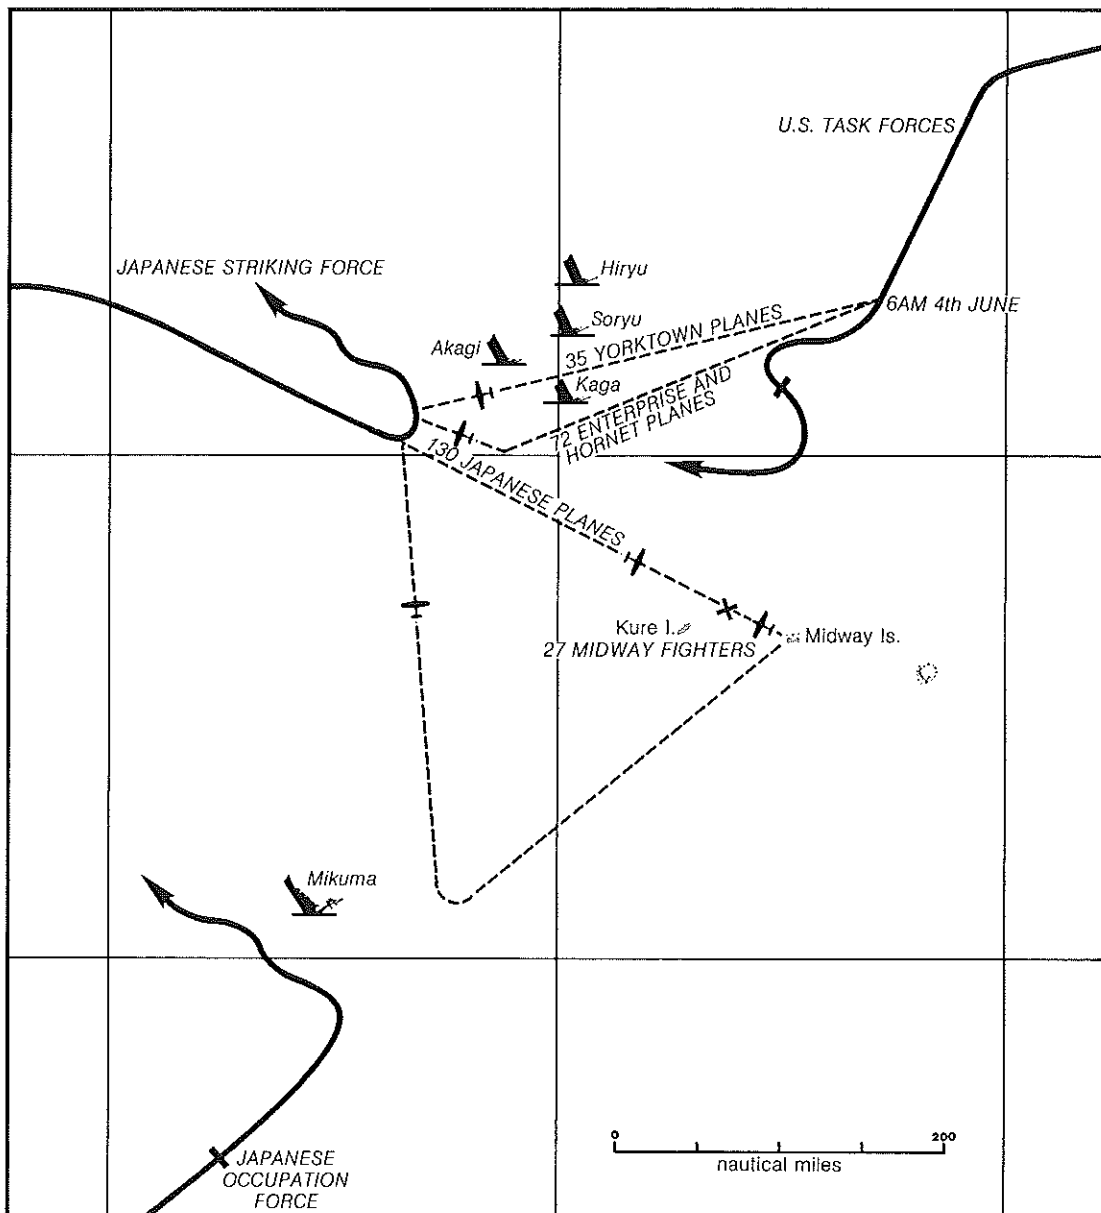 U.S. TASK FORCES
JAPANESE STRIKING FORCE
Hiryu
6AM 4th JUNE
Soryu
35 YORKTOWN PLANES
Akagi
Kaga
72 ENTERPRISE AND
HORNET PLANES
130 JAPANESE PLANES
Kure I.
Midway Is.
27 MIDWAY FIGHTERS
Mikuma
0
200
nautical miles
JAPANESE
OCCUPATION
FORCE